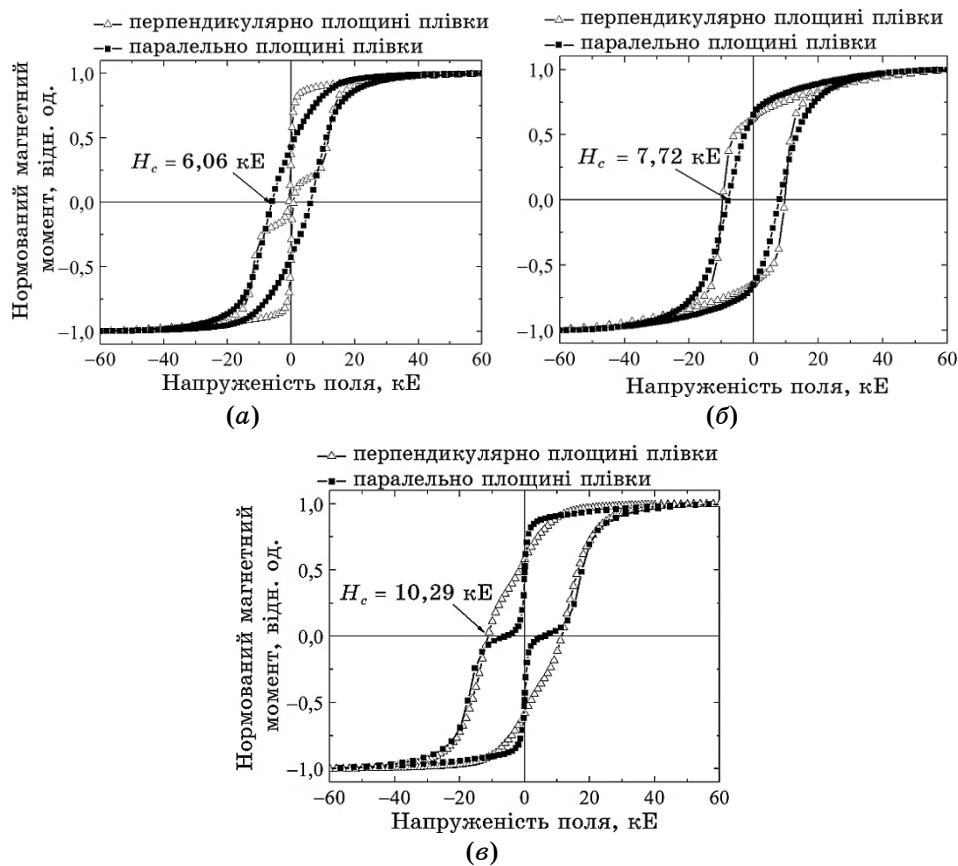 перпендикулярно площині плівки
паралельно площині плівки
1,0
0,5
0,0
−0,5
−1,0
Нормований магнетний
момент, відн. од.
H_c = 6,06 кЕ
−60 −40 −20 0 20 40 60
Напруженість поля, кЕ
(а)
перпендикулярно площині плівки
паралельно площині плівки
1,0
0,5
0,0
−0,5
−1,0
H_c = 7,72 кЕ
−60 −40 −20 0 20 40 60
Напруженість поля, кЕ
(б)
перпендикулярно площині плівки
паралельно площині плівки
1,0
0,5
0,0
−0,5
−1,0
Нормований магнетний
момент, відн. од.
H_c = 10,29 кЕ
−60 −40 −20 0 20 40 60
Напруженість поля, кЕ
(в)